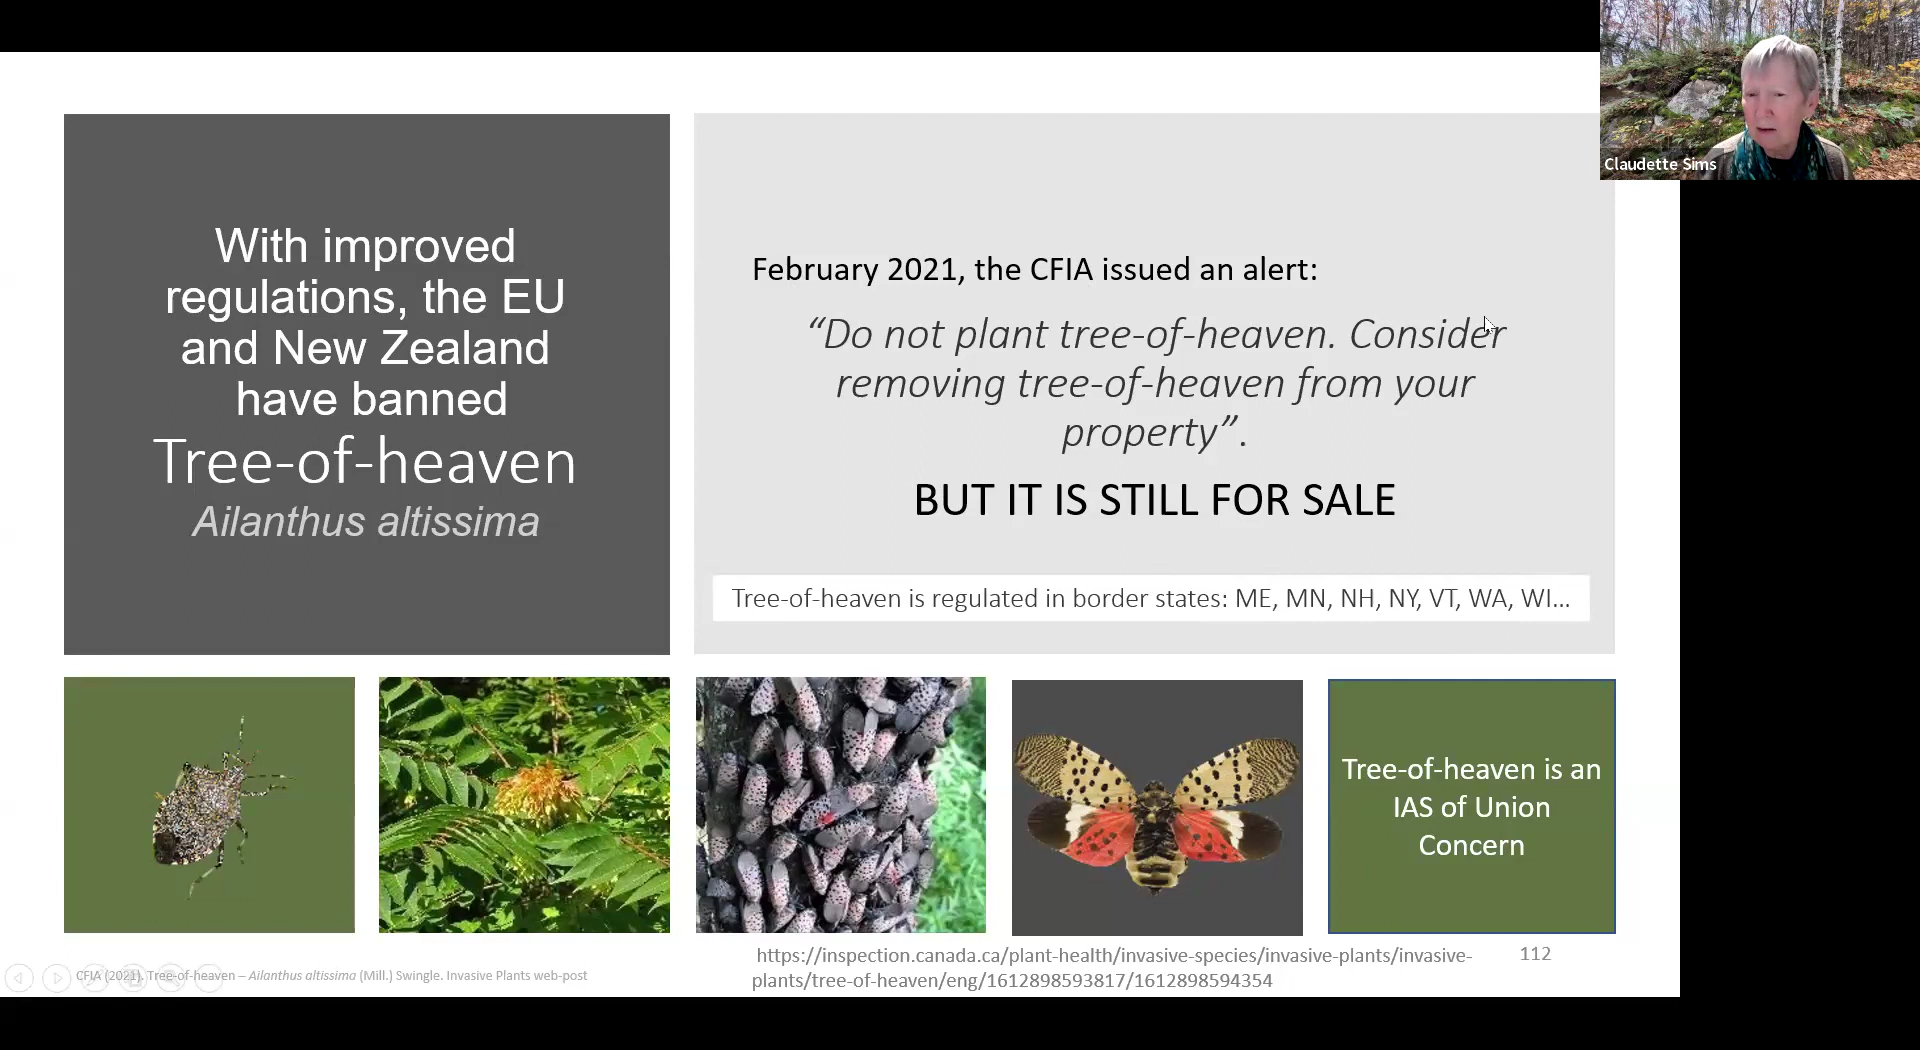 Claudette Sims
With improved
regulations, the EU
and New Zealand
have banned
Tree-of-heaven
Ailanthus altissima
February 2021, the CFIA issued an alert:
“Do not plant tree-of-heaven. Consider
removing tree-of-heaven from your
property”.
BUT IT IS STILL FOR SALE
Tree-of-heaven is regulated in border states: ME, MN, NH, NY, VT, WA, WI...
Tree-of-heaven is an
IAS of Union
Concern
https://inspection.canada.ca/plant-health/invasive-species/invasive-plants/invasive-
plants/tree-of-heaven/eng/1612898593817/1612898594354
112
CFIA (2021). Tree-of-heaven – Ailanthus altissima (Mill.) Swingle. Invasive Plants web-post